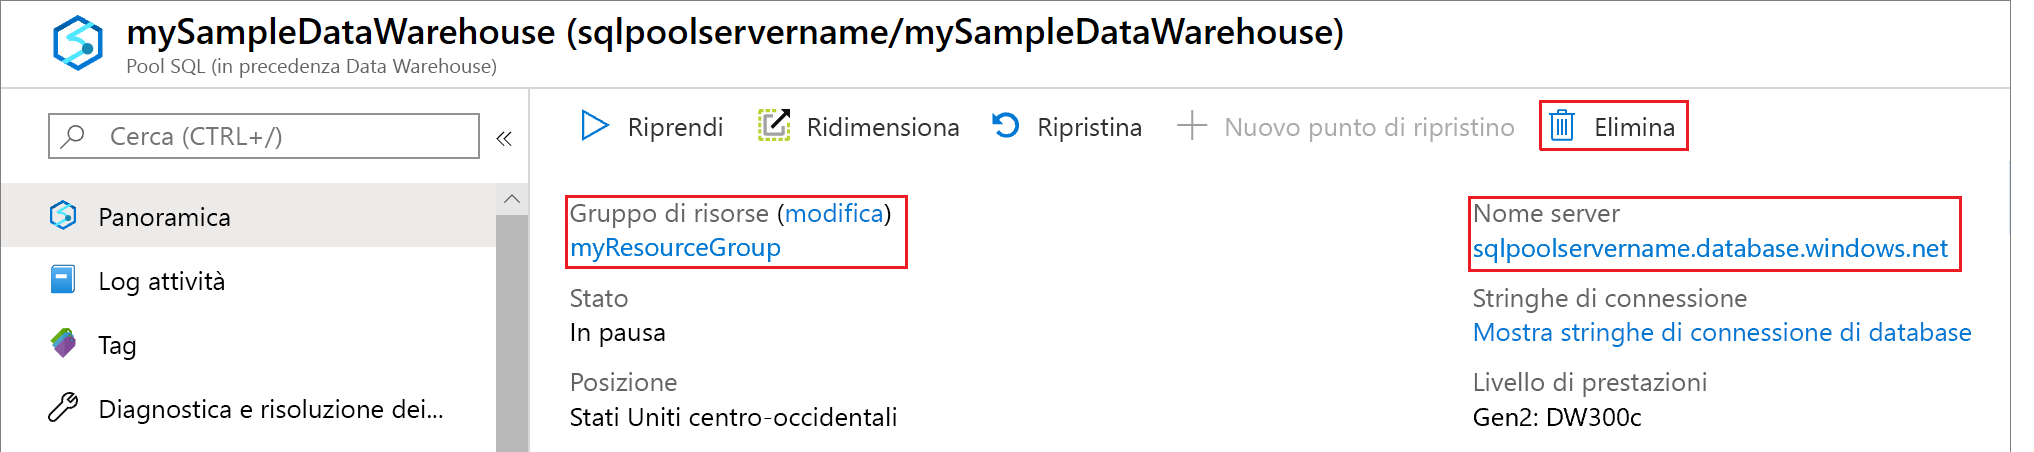 mySampleDataWarehouse (sqlpoolservername/mySampleDataWarehouse)
Pool SQL (in precedenza Data Warehouse)
Cerca (CTRL+/)
«
Riprendi
Ridimensiona
Ripristina
Nuovo punto di ripristino
Elimina
Panoramica
Log attività
Tag
Diagnostica e risoluzione dei...
Gruppo di risorse (modifica)
myResourceGroup
Stato
In pausa
Posizione
Stati Uniti centro-occidentali
Nome server
sqlpoolservername.database.windows.net
Stringhe di connessione
Mostra stringhe di connessione di database
Livello di prestazioni
Gen2: DW300c